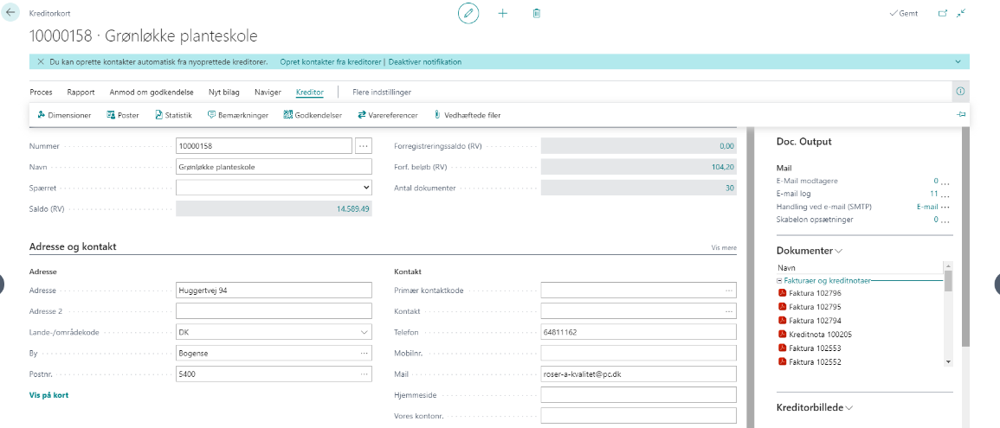 Kreditorkort
Gemt
10000158 · Grønløkke planteskole
Du kan oprette kontakter automatisk fra nyoprettede kreditorer. Opret kontakter fra kreditorer | Deaktiver notifikation
Proces Rapport Anmod om godkendelse Nyt bilag Naviger Kreditor Flere indstillinger
Dimensioner Poster Statistik Bemærkninger Godkendelser Varereferencer Vedhæftede filer
Nummer 10000158 ...
Navn Grønløkke planteskole
Spærret
Saldo (RV) 14.589,49
Forregistreringssaldo (RV) 0,00
Forf. beløb (RV) 104,20
Antal dokumenter 30
Adresse og kontakt Vis mere
Adresse
Adresse Huggertvej 94
Adresse 2
Lande-/områdekode DK
By Bogense ...
Postnr. 5400 ...
Vis på kort
Kontakt
Primær kontaktkode ...
Kontakt ...
Telefon 64811162
Mobilnr.
Mail roser-a-kvalitet@pc.dk
Hjemmeside
Vores kontonr.
Doc. Output
Mail
E-Mail modtagere 0 ...
E-mail log 11 ...
Handling ved e-mail (SMTP) E-mail ...
Skabelon opsætninger 0 ...
Dokumenter
Navn
Fakturaer og kreditnotaer
Faktura 102796
Faktura 102795
Faktura 102794
Kreditnota 100205
Faktura 102553
Faktura 102552
Kreditorbillede